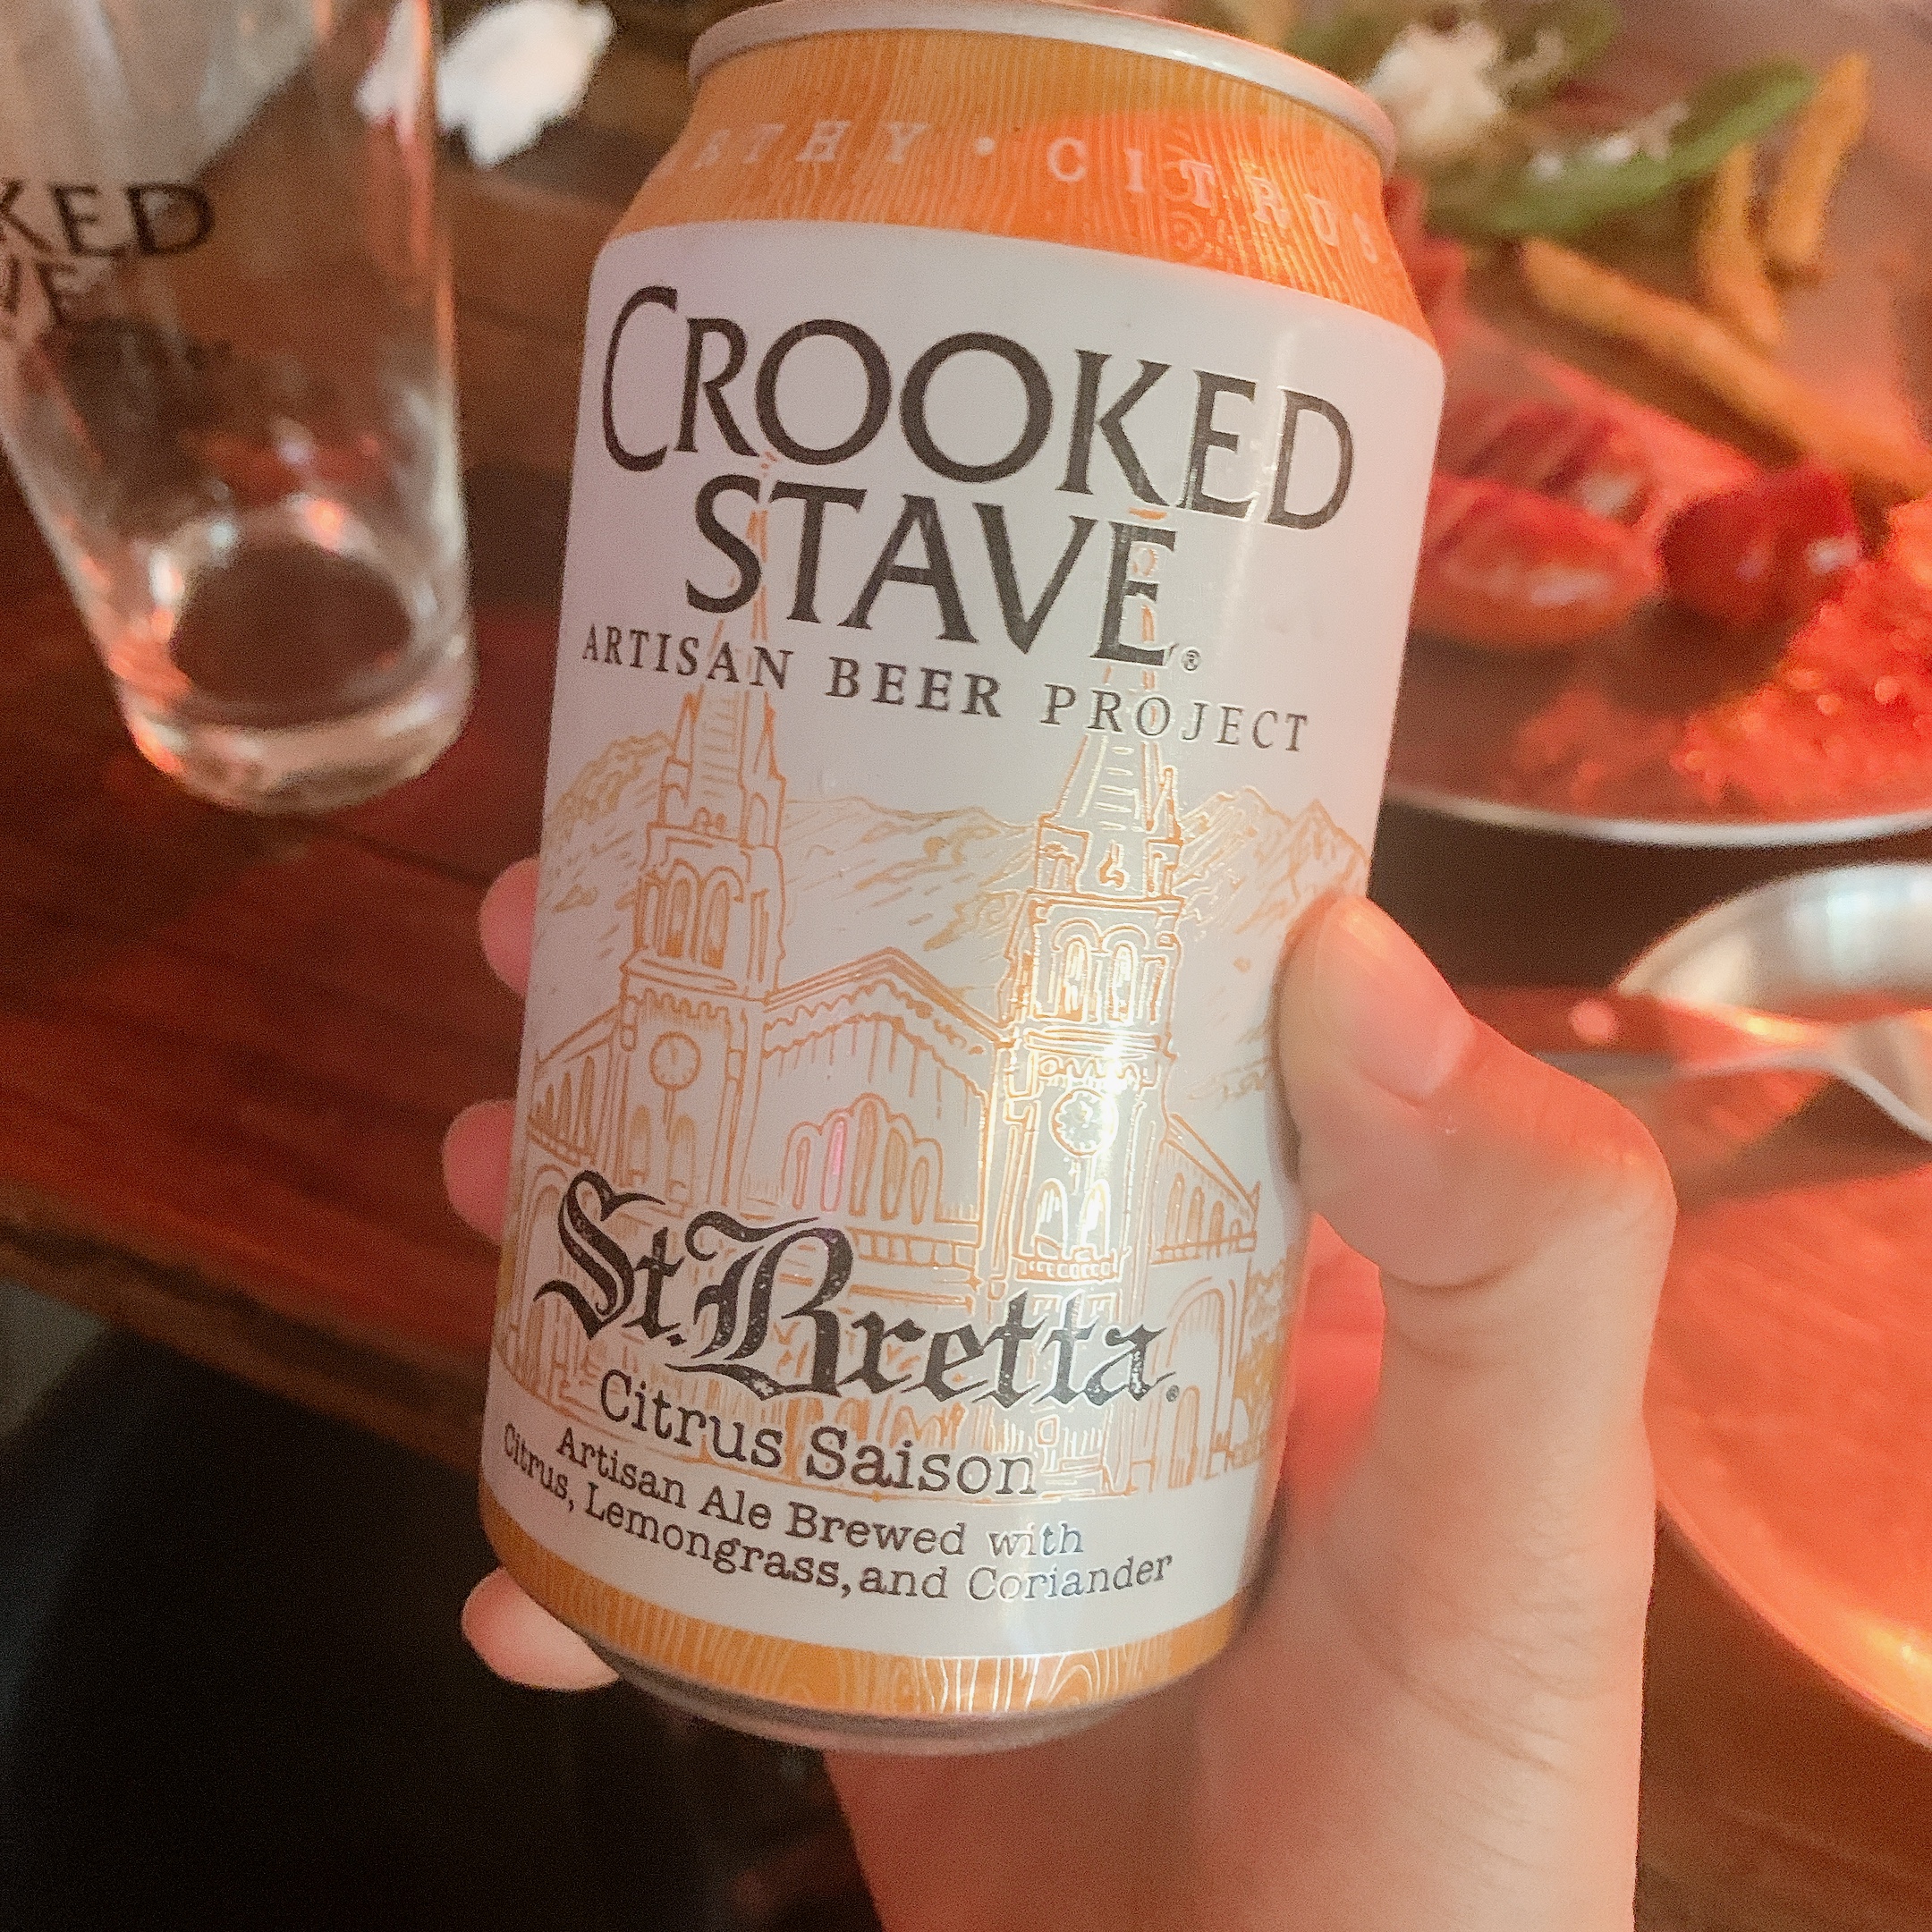 CITRUS
CROOKED
STAVE®
ARTISAN BEER PROJECT
St. Bretta®
Citrus Saison
Artisan Ale Brewed with
Citrus, Lemongrass, and Coriander